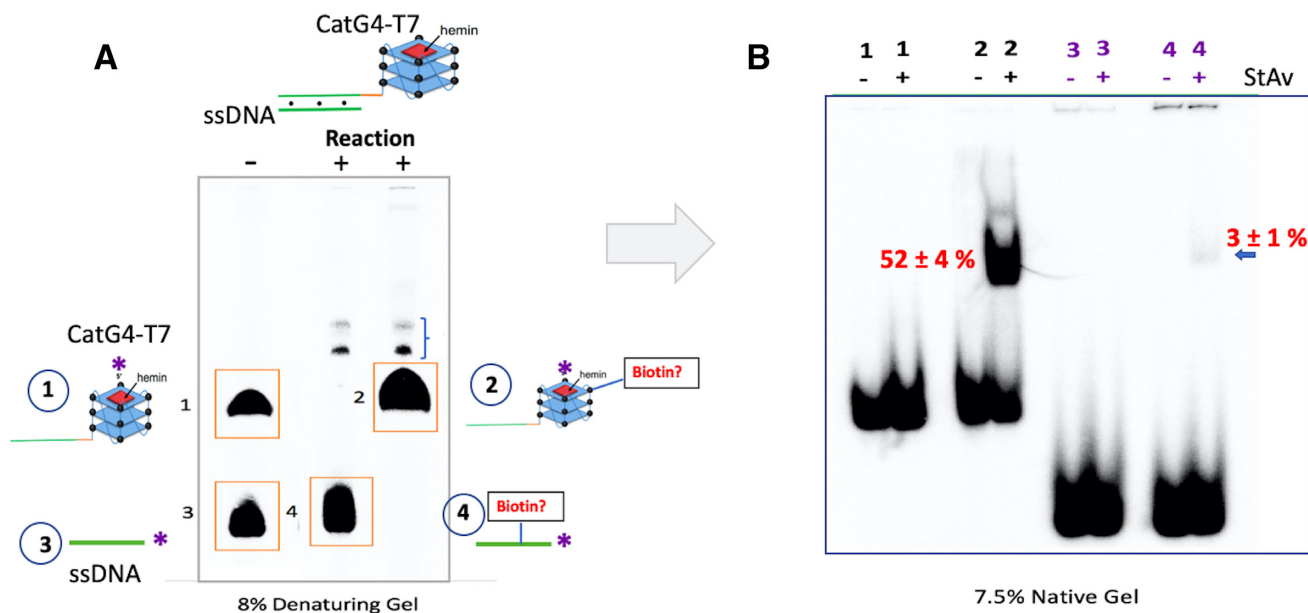 A
CatG4-T7
hemin
ssDNA
Reaction
- + +
CatG4-T7
*
5'
hemin
1
1
2
2
*
hemin
Biotin?
3
ssDNA
*
3
4
4
Biotin?
*
8% Denaturing Gel
B
1 1 2 2 3 3 4 4
- + - + - + - + StAv
52 ± 4 %
3 ± 1 %
7.5% Native Gel